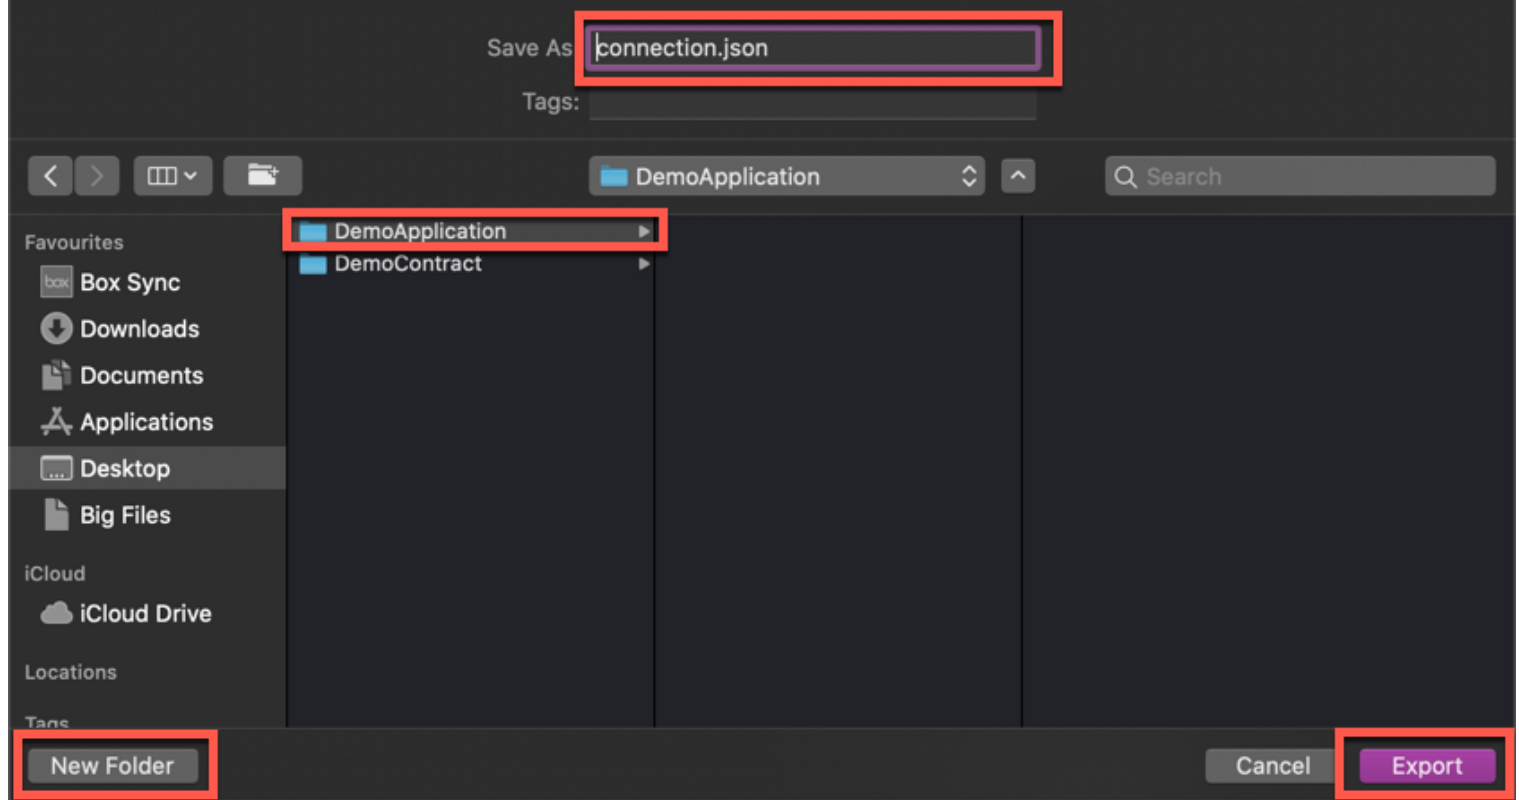 Save As
connection.json
Tags:
DemoApplication
Search
Favourites
box Box Sync
Downloads
Documents
Applications
Desktop
Big Files
iCloud
iCloud Drive
Locations
Tags
DemoApplication
DemoContract
New Folder
Cancel
Export